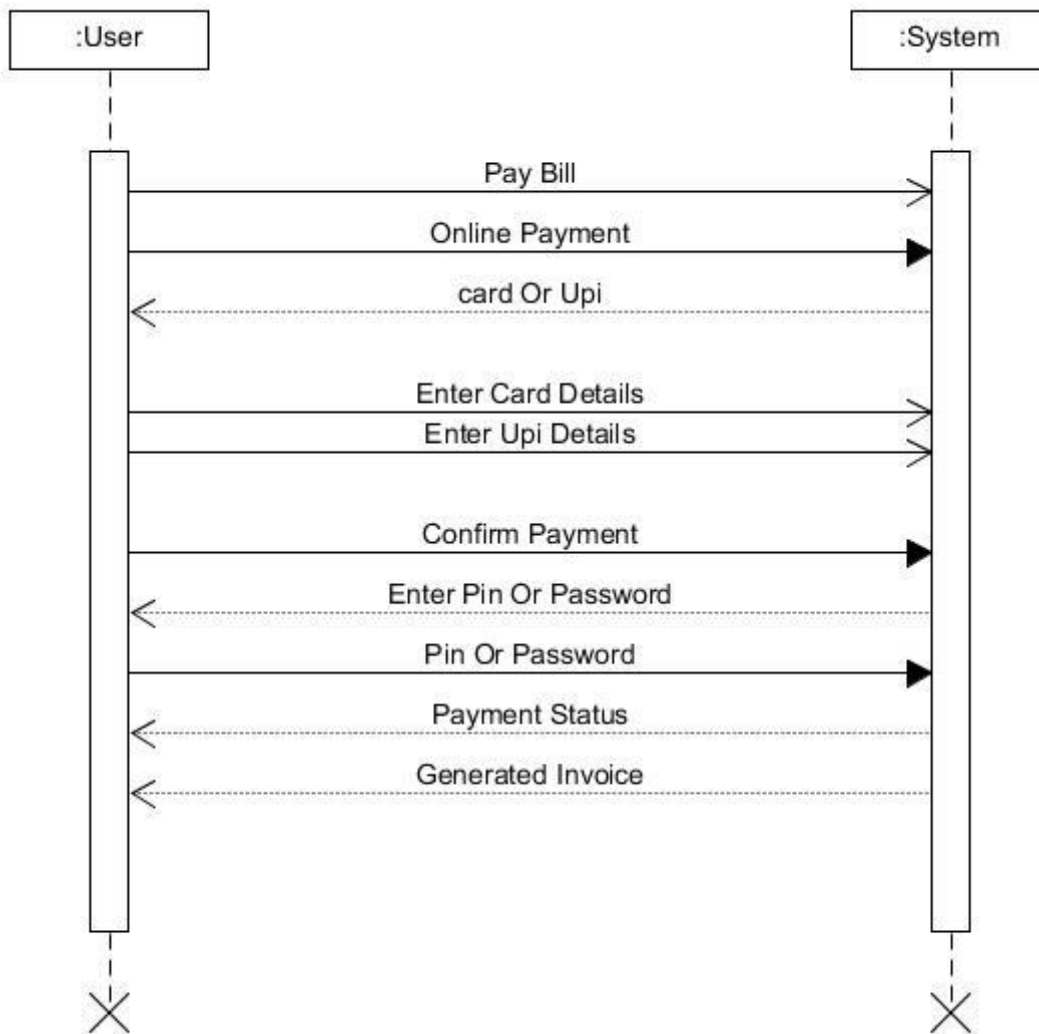 :User
:System
Pay Bill
Online Payment
card Or Upi
Enter Card Details
Enter Upi Details
Confirm Payment
Enter Pin Or Password
Pin Or Password
Payment Status
Generated Invoice